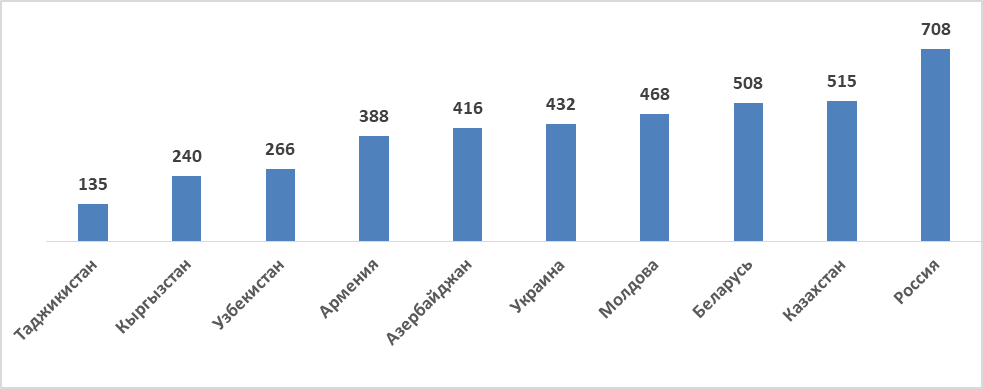 135
240
266
388
416
432
468
508
515
708
Таджикистан
Кыргызстан
Узбекистан
Армения
Азербайджан
Украина
Молдова
Беларусь
Казахстан
Россия